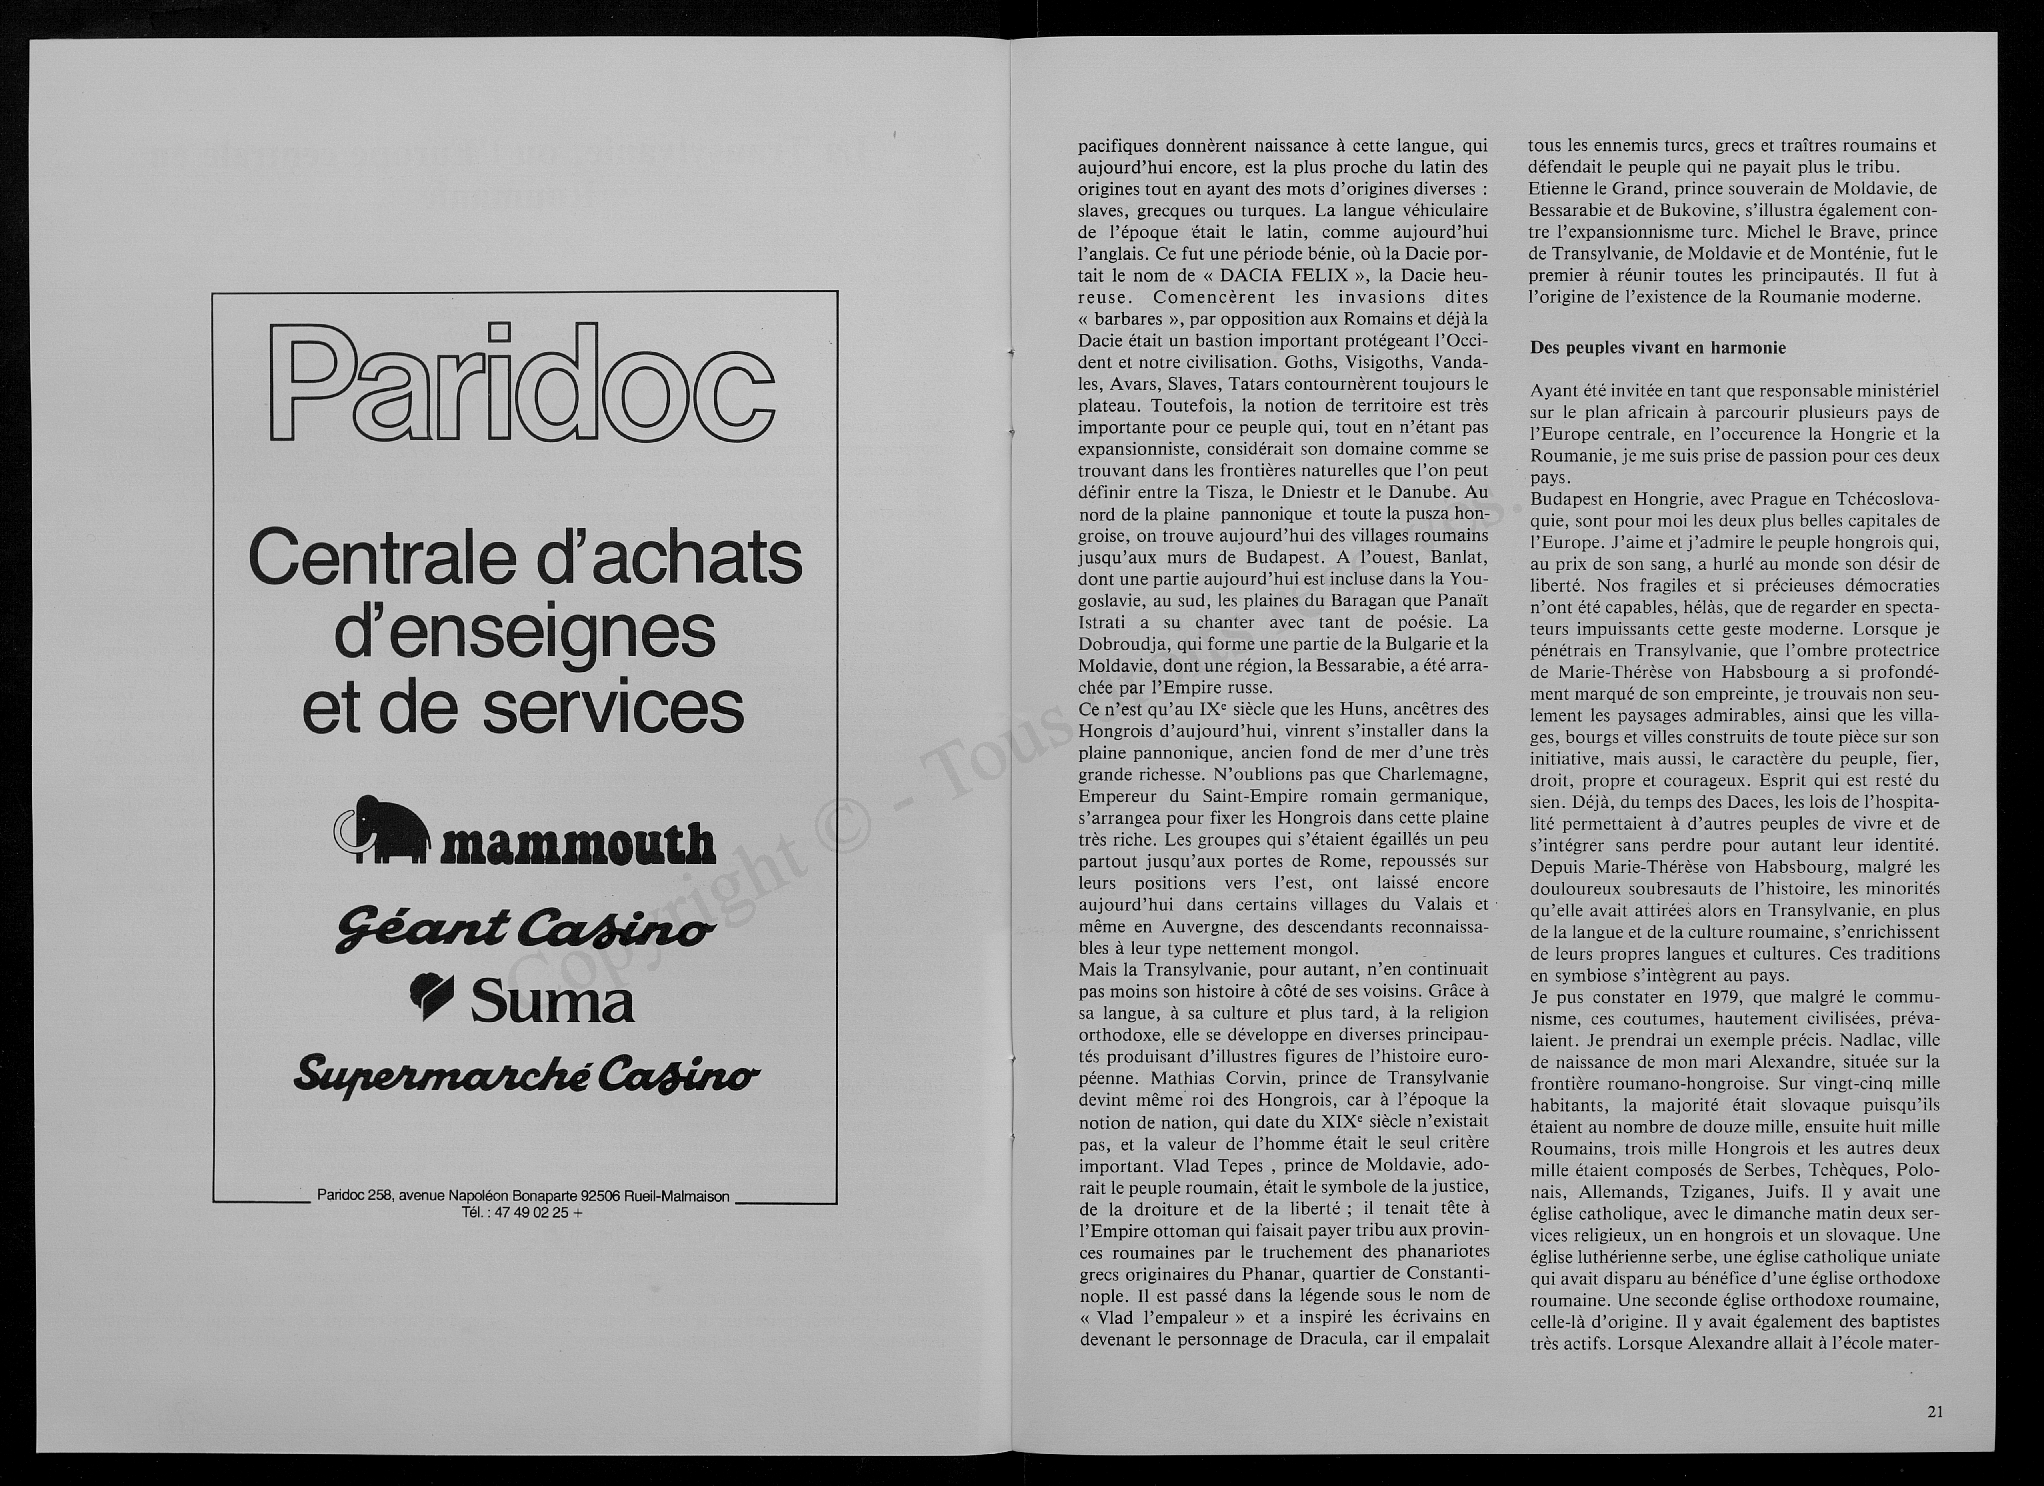 Paridoc
Centrale d'achats
d'enseignes
et de services
mammouth
Géant Casino
Suma
Supermarché Casino
Paridoc 258, avenue Napoléon Bonaparte 92506 Rueil-Malmaison
Tél. : 47 49 02 25 +
pacifiques donnèrent naissance à cette langue, qui
aujourd'hui encore, est la plus proche du latin des
origines tout en ayant des mots d'origines diverses :
slaves, grecques ou turques. La langue véhiculaire
de l'époque était le latin, comme aujourd'hui
l'anglais. Ce fut une période bénie, où la Dacie por-
tait le nom de « DACIA FELIX », la Dacie heu-
reuse. Comencèrent les invasions dites
« barbares », par opposition aux Romains et déjà la
Dacie était un bastion important protégeant l'Occi-
dent et notre civilisation. Goths, Visigoths, Vanda-
les, Avars, Slaves, Tatars contournèrent toujours le
plateau. Toutefois, la notion de territoire est très
importante pour ce peuple qui, tout en n'étant pas
expansionniste, considérait son domaine comme se
trouvant dans les frontières naturelles que l'on peut
définir entre la Tisza, le Dniestr et le Danube. Au
nord de la plaine pannonique et toute la pusza hon-
groise, on trouve aujourd'hui des villages roumains
jusqu'aux murs de Budapest. A l'ouest, Banlat,
dont une partie aujourd'hui est incluse dans la You-
goslavie, au sud, les plaines du Baragan que Panaït
Istrati a su chanter avec tant de poésie. La
Dobroudja, qui forme une partie de la Bulgarie et la
Moldavie, dont une région, la Bessarabie, a été arra-
chée par l'Empire russe.
Ce n'est qu'au IXe siècle que les Huns, ancêtres des
Hongrois d'aujourd'hui, vinrent s'installer dans la
plaine pannonique, ancien fond de mer d'une très
grande richesse. N'oublions pas que Charlemagne,
Empereur du Saint-Empire romain germanique,
s'arrangea pour fixer les Hongrois dans cette plaine
très riche. Les groupes qui s'étaient égaillés un peu
partout jusqu'aux portes de Rome, repoussés sur
leurs positions vers l'est, ont laissé encore
aujourd'hui dans certains villages du Valais et
même en Auvergne, des descendants reconnaissa-
bles à leur type nettement mongol.
Mais la Transylvanie, pour autant, n'en continuait
pas moins son histoire à côté de ses voisins. Grâce à
sa langue, à sa culture et plus tard, à la religion
orthodoxe, elle se développe en diverses principau-
tés produisant d'illustres figures de l'histoire euro-
péenne. Mathias Corvin, prince de Transylvanie
devint même roi des Hongrois, car à l'époque la
notion de nation, qui date du XIXe siècle n'existait
pas, et la valeur de l'homme était le seul critère
important. Vlad Tepes , prince de Moldavie, ado-
rait le peuple roumain, était le symbole de la justice,
de la droiture et de la liberté ; il tenait tête à
l'Empire ottoman qui faisait payer tribu aux provin-
ces roumaines par le truchement des phanariotes
grecs originaires du Phanar, quartier de Constanti-
nople. Il est passé dans la légende sous le nom de
« Vlad l'empaleur » et a inspiré les écrivains en
devenant le personnage de Dracula, car il empalait
tous les ennemis turcs, grecs et traîtres roumains et
défendait le peuple qui ne payait plus le tribu.
Etienne le Grand, prince souverain de Moldavie, de
Bessarabie et de Bukovine, s'illustra également con-
tre l'expansionnisme turc. Michel le Brave, prince
de Transylvanie, de Moldavie et de Monténie, fut le
premier à réunir toutes les principautés. Il fut à
l'origine de l'existence de la Roumanie moderne.
Des peuples vivant en harmonie
Ayant été invitée en tant que responsable ministériel
sur le plan africain à parcourir plusieurs pays de
l'Europe centrale, en l'occurence la Hongrie et la
Roumanie, je me suis prise de passion pour ces deux
pays.
Budapest en Hongrie, avec Prague en Tchécoslova-
quie, sont pour moi les deux plus belles capitales de
l'Europe. J'aime et j'admire le peuple hongrois qui,
au prix de son sang, a hurlé au monde son désir de
liberté. Nos fragiles et si précieuses démocraties
n'ont été capables, hélas, que de regarder en specta-
teurs impuissants cette geste moderne. Lorsque je
pénétrais en Transylvanie, que l'ombre protectrice
de Marie-Thérèse von Habsbourg a si profondé-
ment marqué de son empreinte, je trouvais non seu-
lement les paysages admirables, ainsi que les villa-
ges, bourgs et villes construits de toute pièce sur son
initiative, mais aussi, le caractère du peuple, fier,
droit, propre et courageux. Esprit qui est resté du
sien. Déjà, du temps des Daces, les lois de l'hospita-
lité permettaient à d'autres peuples de vivre et de
s'intégrer sans perdre pour autant leur identité.
Depuis Marie-Thérèse von Habsbourg, malgré les
douloureux soubresauts de l'histoire, les minorités
qu'elle avait attirées alors en Transylvanie, en plus
de la langue et de la culture roumaine, s'enrichissent
de leurs propres langues et cultures. Ces traditions
en symbiose s'intègrent au pays.
Je pus constater en 1979, que malgré le commu-
nisme, ces coutumes, hautement civilisées, préva-
laient. Je prendrai un exemple précis. Nadlac, ville
de naissance de mon mari Alexandre, située sur la
frontière roumano-hongroise. Sur vingt-cinq mille
habitants, la majorité était slovaque puisqu'ils
étaient au nombre de douze mille, ensuite huit mille
Roumains, trois mille Hongrois et les autres deux
mille étaient composés de Serbes, Tchèques, Polo-
nais, Allemands, Tziganes, Juifs. Il y avait une
église catholique, avec le dimanche matin deux ser-
vices religieux, un en hongrois et un slovaque. Une
église luthérienne serbe, une église catholique uniate
qui avait disparu au bénéfice d'une église orthodoxe
roumaine. Une seconde église orthodoxe roumaine,
celle-là d'origine. Il y avait également des baptistes
très actifs. Lorsque Alexandre allait à l'école mater-
21
Copyright © - Tous droits réservés.